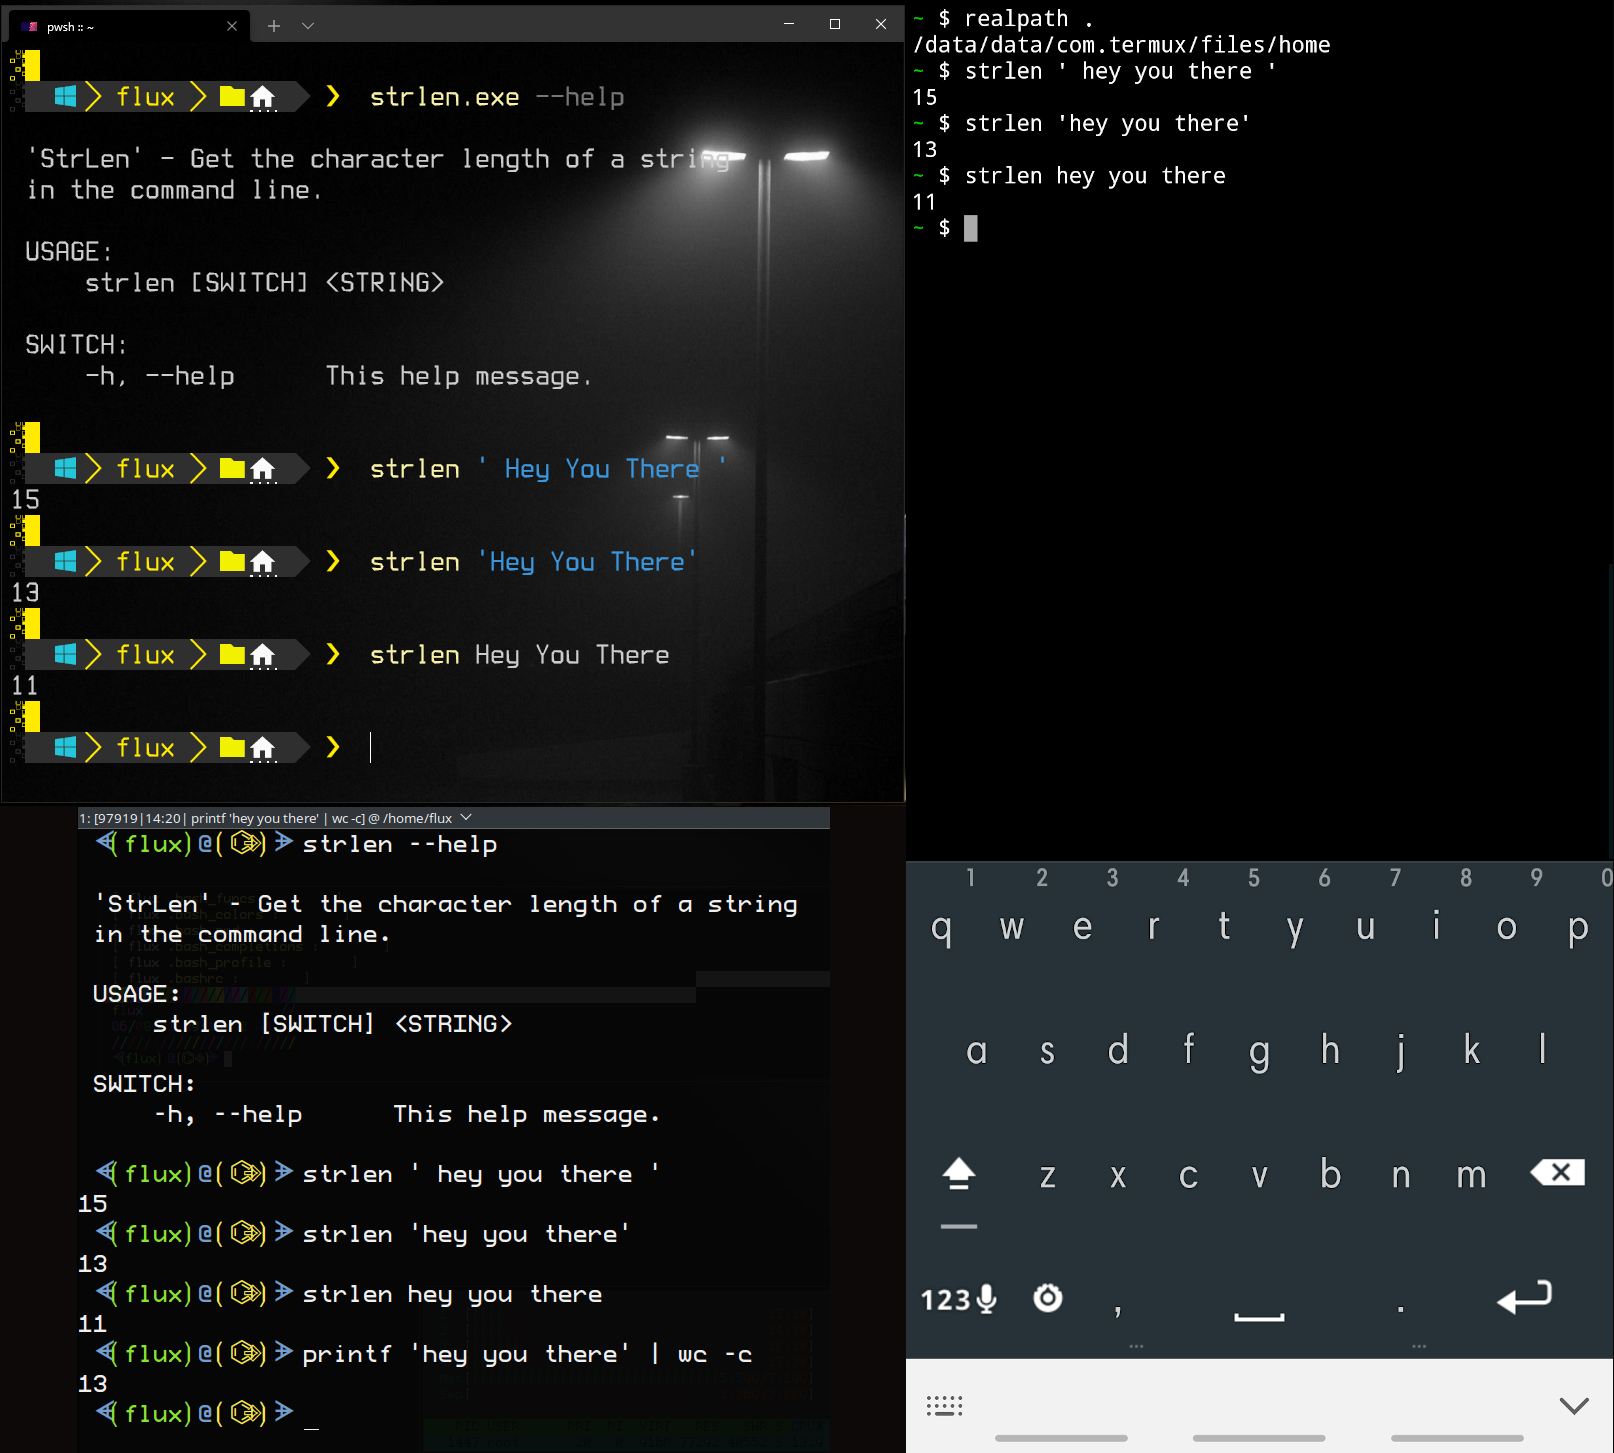 pwsh :: ~
flux ❯ strlen.exe --help
'StrLen' - Get the character length of a string
in the command line.
USAGE:
strlen [SWITCH] <STRING>
SWITCH:
-h, --help This help message.
flux ❯ strlen ' Hey You There '
15
flux ❯ strlen 'Hey You There'
13
flux ❯ strlen Hey You There
11
flux ❯
~ $ realpath .
/data/data/com.termux/files/home
~ $ strlen ' hey you there '
15
~ $ strlen 'hey you there'
13
~ $ strlen hey you there
11
~ $
1: [97919|14:20| printf 'hey you there' | wc -c] @ /home/flux
(flux)@(⌬) strlen --help
'StrLen' - Get the character length of a string
in the command line.
USAGE:
strlen [SWITCH] <STRING>
SWITCH:
-h, --help This help message.
(flux)@(⌬) strlen ' hey you there '
15
(flux)@(⌬) strlen 'hey you there'
13
(flux)@(⌬) strlen hey you there
11
(flux)@(⌬) printf 'hey you there' | wc -c
13
(flux)@(⌬) _
1 2 3 4 5 6 7 8 9 0
q w e r t y u i o p
a s d f g h j k l
z x c v b n m
123 , .